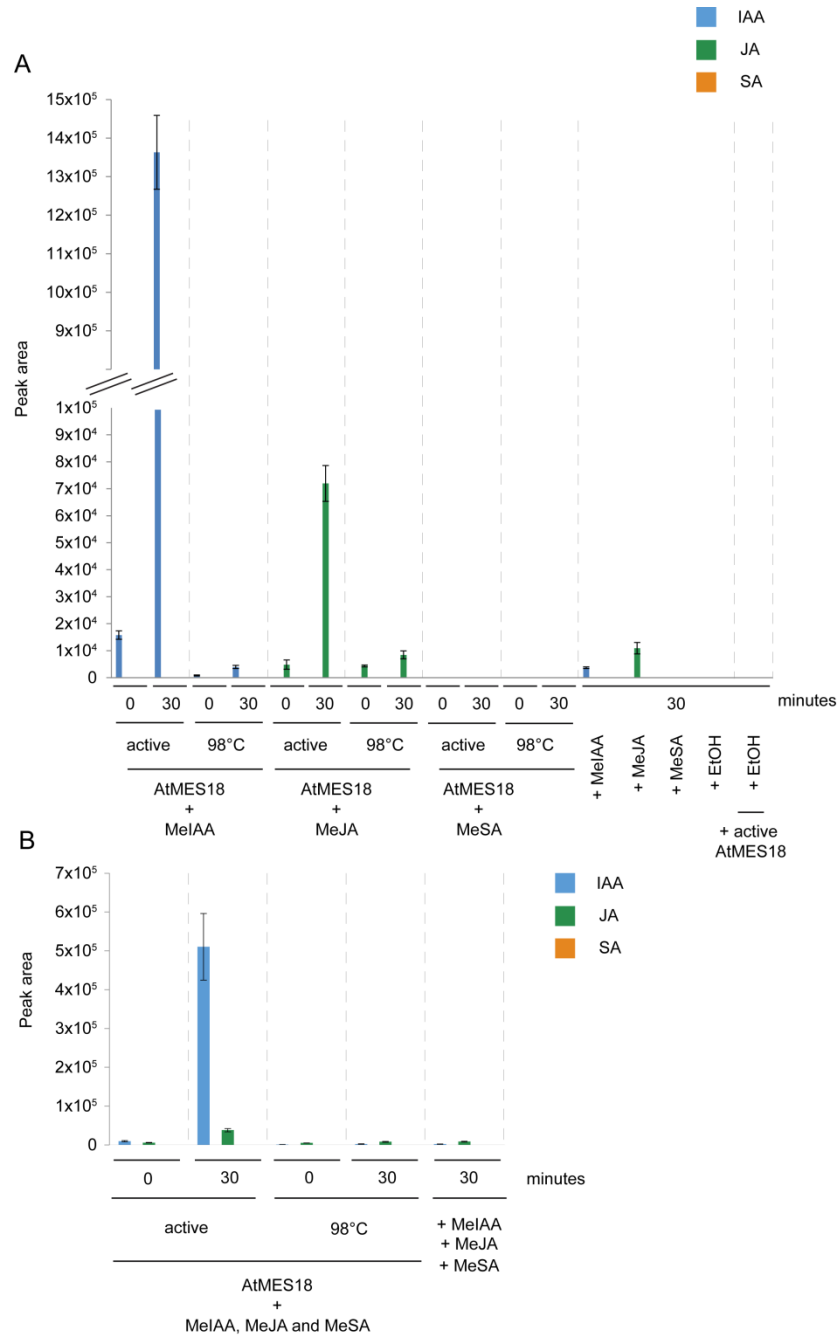 IAA
JA
SA
A
15x10⁵
14x10⁵
13x10⁵
12x10⁵
11x10⁵
10x10⁵
9x10⁵
Peak area
1x10⁵
9x10⁴
8x10⁴
7x10⁴
6x10⁴
5x10⁴
4x10⁴
3x10⁴
2x10⁴
1x10⁴
0
0 30 0 30 0 30 0 30 0 30 0 30 30 minutes
active 98°C active 98°C active 98°C
AtMES18 + MeIAA
AtMES18 + MeJA
AtMES18 + MeSA
+ MeIAA
+ MeJA
+ MeSA
+ EtOH
+ EtOH
+ active
AtMES18
B
IAA
JA
SA
7x10⁵
6x10⁵
5x10⁵
4x10⁵
3x10⁵
2x10⁵
1x10⁵
0
Peak area
0 30 0 30 30 minutes
active 98°C
+ MeIAA
+ MeJA
+ MeSA
AtMES18
+
MeIAA, MeJA and MeSA